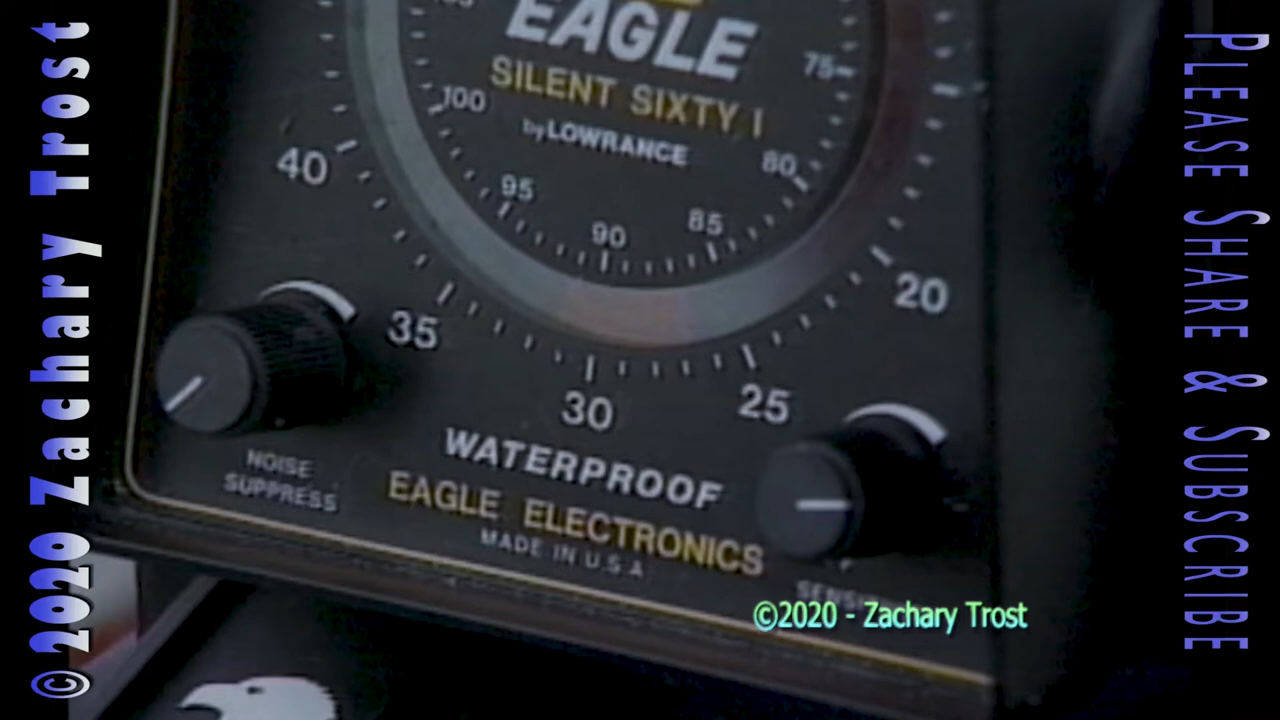 ©2020 Zachary Trost
EAGLE
SILENT SIXTY I
by LOWRANCE
75
80
85
90
95
100
20
25
30
35
40
WATERPROOF
EAGLE ELECTRONICS
MADE IN U.S.A
NOISE
SUPPRESS
©2020 - Zachary Trost
PLEASE SHARE & SUBSCRIBE